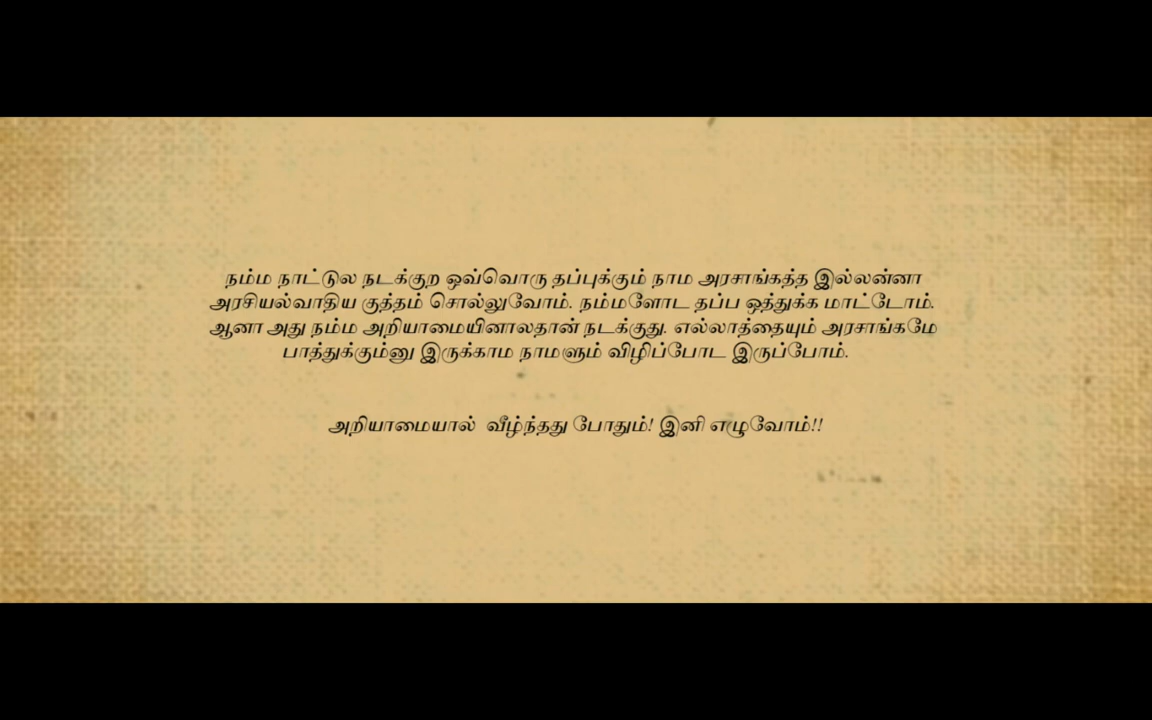 நம்ம நாட்டுல நடக்குற ஒவ்வொரு தப்புக்கும் நாம அரசாங்கத்த இல்லன்னா
அரசியல்வாதிய குத்தம் சொல்லுவோம். நம்மளோட தப்ப ஒத்துக்க மாட்டோம்.
ஆனா அது நம்ம அறியாமையினாலதான் நடக்குது. எல்லாத்தையும் அரசாங்கமே
பாத்துக்கும்னு இருக்காம நாமளும் விழிப்போட இருப்போம்.
அறியாமையால் வீழ்ந்தது போதும்! இனி எழுவோம்!!